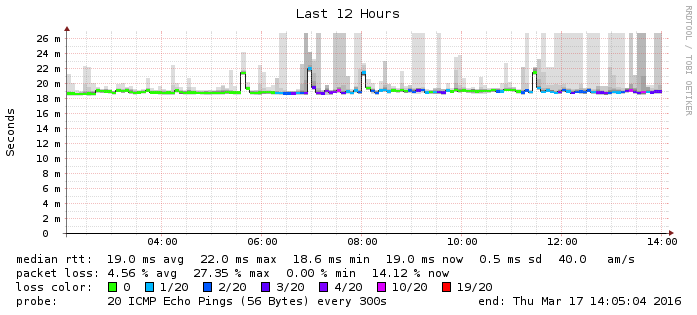 Last 12 Hours
RRDTOOL / TOBI OETIKER
Seconds
26 m
24 m
22 m
20 m
18 m
16 m
14 m
12 m
10 m
8 m
6 m
4 m
2 m
0
04:00 06:00 08:00 10:00 12:00 14:00
median rtt: 19.0 ms avg 22.0 ms max 18.6 ms min 19.0 ms now 0.5 ms sd 40.0 am/s
packet loss: 4.56 % avg 27.35 % max 0.00 % min 14.12 % now
loss color: 0 1/20 2/20 3/20 4/20 10/20 19/20
probe: 20 ICMP Echo Pings (56 Bytes) every 300s end: Thu Mar 17 14:05:04 2016